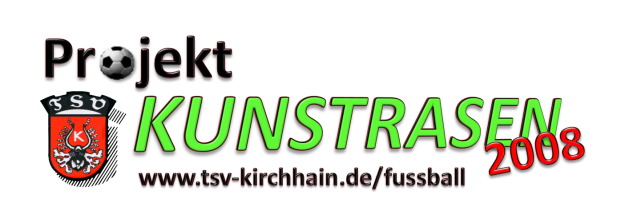 Projekt
TSV
K
KUNSTRASEN
2008
www.tsv-kirchhain.de/fussball